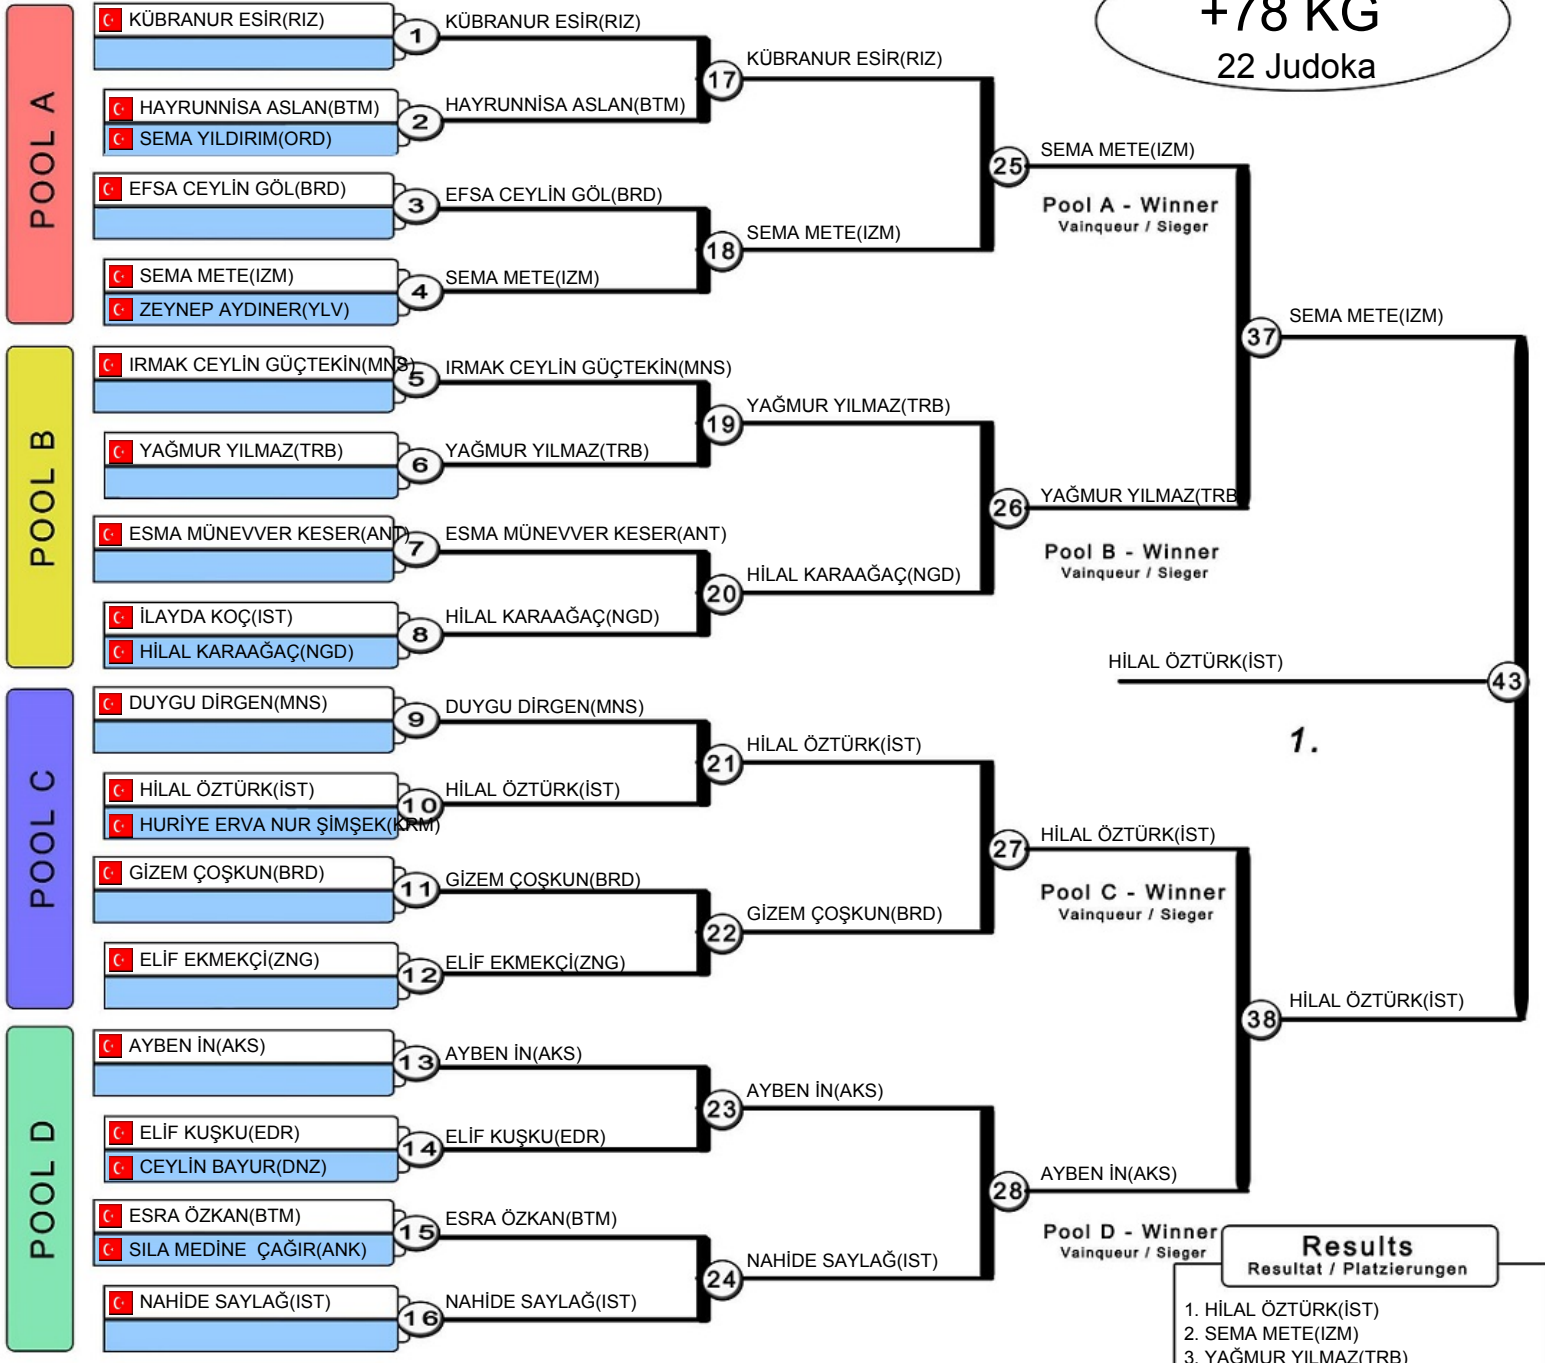 +78 KG
22 Judoka
POOL A
KÜBRANUR ESİR(RIZ)
1
KÜBRANUR ESİR(RIZ)
HAYRUNNİSA ASLAN(BTM)
SEMA YILDIRIM(ORD)
2
HAYRUNNİSA ASLAN(BTM)
17
KÜBRANUR ESİR(RIZ)
EFSA CEYLİN GÖL(BRD)
3
EFSA CEYLİN GÖL(BRD)
SEMA METE(IZM)
ZEYNEP AYDINER(YLV)
4
SEMA METE(IZM)
18
SEMA METE(IZM)
25
SEMA METE(IZM)
Pool A - Winner
Vainqueur / Sieger
POOL B
IRMAK CEYLİN GÜÇTEKİN(MNS)
5
IRMAK CEYLİN GÜÇTEKİN(MNS)
YAĞMUR YILMAZ(TRB)
6
YAĞMUR YILMAZ(TRB)
19
YAĞMUR YILMAZ(TRB)
ESMA MÜNEVVER KESER(ANT)
7
ESMA MÜNEVVER KESER(ANT)
İLAYDA KOÇ(IST)
HİLAL KARAAĞAÇ(NGD)
8
HİLAL KARAAĞAÇ(NGD)
20
HİLAL KARAAĞAÇ(NGD)
26
YAĞMUR YILMAZ(TRB
Pool B - Winner
Vainqueur / Sieger
37
SEMA METE(IZM)
POOL C
DUYGU DİRGEN(MNS)
9
DUYGU DİRGEN(MNS)
HİLAL ÖZTÜRK(İST)
HURİYE ERVA NUR ŞİMŞEK(KRM)
10
HİLAL ÖZTÜRK(İST)
21
HİLAL ÖZTÜRK(İST)
GİZEM ÇOŞKUN(BRD)
11
GİZEM ÇOŞKUN(BRD)
ELİF EKMEKÇİ(ZNG)
12
ELİF EKMEKÇİ(ZNG)
22
GİZEM ÇOŞKUN(BRD)
27
HİLAL ÖZTÜRK(İST)
Pool C - Winner
Vainqueur / Sieger
HİLAL ÖZTÜRK(İST)
43
1.
POOL D
AYBEN İN(AKS)
13
AYBEN İN(AKS)
ELİF KUŞKU(EDR)
CEYLİN BAYUR(DNZ)
14
ELİF KUŞKU(EDR)
23
AYBEN İN(AKS)
ESRA ÖZKAN(BTM)
SILA MEDİNE  ÇAĞIR(ANK)
15
ESRA ÖZKAN(BTM)
NAHİDE SAYLAĞ(IST)
16
NAHİDE SAYLAĞ(IST)
24
NAHİDE SAYLAĞ(IST)
28
AYBEN İN(AKS)
Pool D - Winner
Vainqueur / Sieger
38
HİLAL ÖZTÜRK(İST)
Results
Resultat / Platzierungen
1. HİLAL ÖZTÜRK(İST)
2. SEMA METE(IZM)
3. YAĞMUR YILMAZ(TRB)